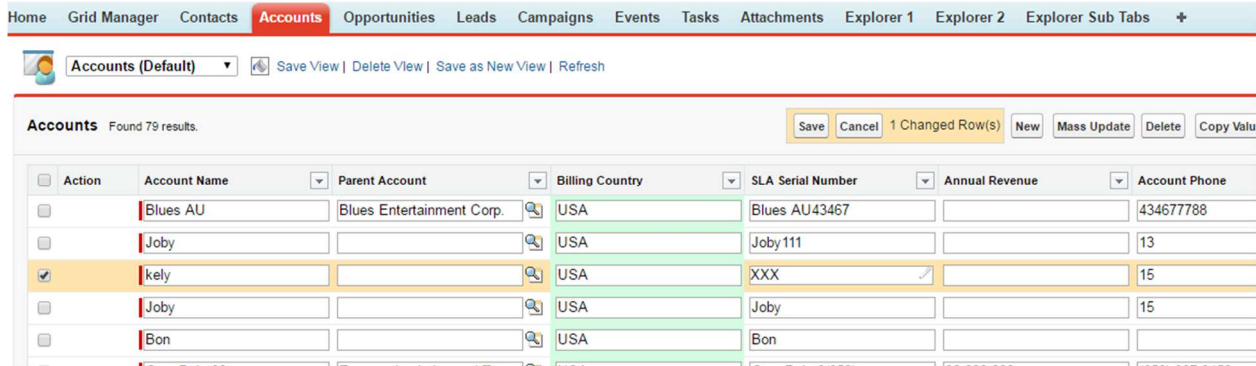 Home Grid Manager Contacts Accounts Opportunities Leads Campaigns Events Tasks Attachments Explorer 1 Explorer 2 Explorer Sub Tabs +
Accounts (Default) Save View | Delete View | Save as New View | Refresh
Accounts Found 79 results. Save Cancel 1 Changed Row(s) New Mass Update Delete Copy Valu
Action Account Name Parent Account Billing Country SLA Serial Number Annual Revenue Account Phone
Blues AU Blues Entertainment Corp. USA Blues AU43467 434677788
Joby USA Joby111 13
kely USA XXX 15
Joby USA Joby 15
Bon USA Bon